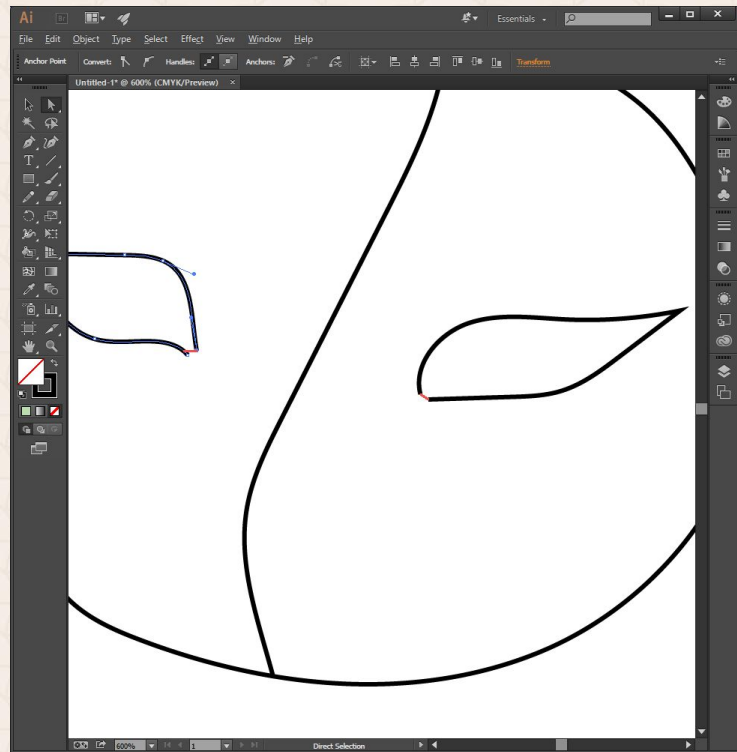 Ai Br Essentials
File Edit Object Type Select Effect View Window Help
Anchor Point Convert: Handles: Anchors: Transform
Untitled-1* @ 600% (CMYK/Preview) ×
T
600% 1 Direct Selection